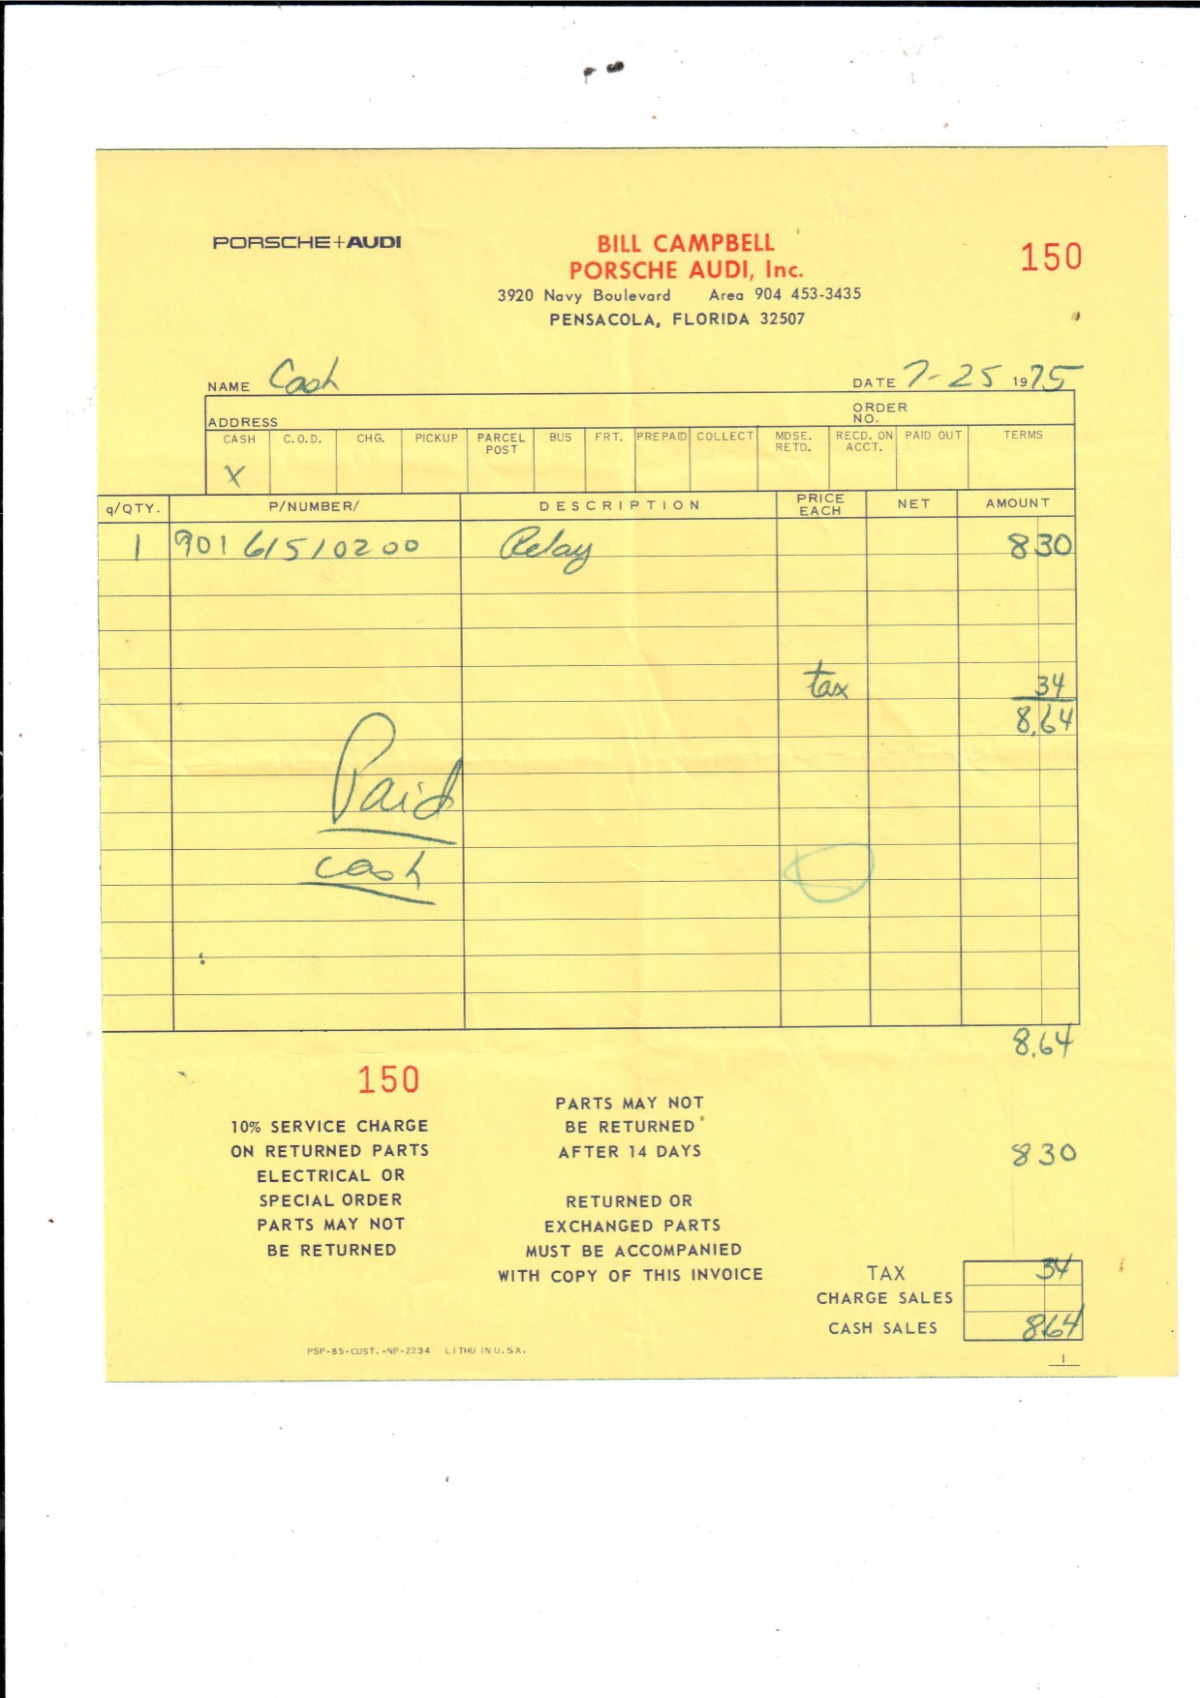 PORSCHE+AUDI
BILL CAMPBELL
PORSCHE AUDI, Inc.
150
3920 Navy Boulevard Area 904 453-3435
PENSACOLA, FLORIDA 32507
NAME Cash DATE 7-25 1975
ADDRESS ORDER NO.
CASH C.O.D. CHG. PICKUP PARCEL POST BUS FRT. PREPAID COLLECT MDSE. RETD. RECD. ON ACCT. PAID OUT TERMS
X
q/QTY. P/NUMBER/ DESCRIPTION PRICE EACH NET AMOUNT
1 901 615 102 00 Relay 8 30
tax 34
8.64
Paid
cash
8.64
150
10% SERVICE CHARGE
ON RETURNED PARTS
ELECTRICAL OR
SPECIAL ORDER
PARTS MAY NOT
BE RETURNED
PARTS MAY NOT
BE RETURNED
AFTER 14 DAYS
RETURNED OR
EXCHANGED PARTS
MUST BE ACCOMPANIED
WITH COPY OF THIS INVOICE
8 30
TAX 34
CHARGE SALES
CASH SALES 8.64
PSP-85-CUST.-NP-2234 LITHO IN U.S.A.
1